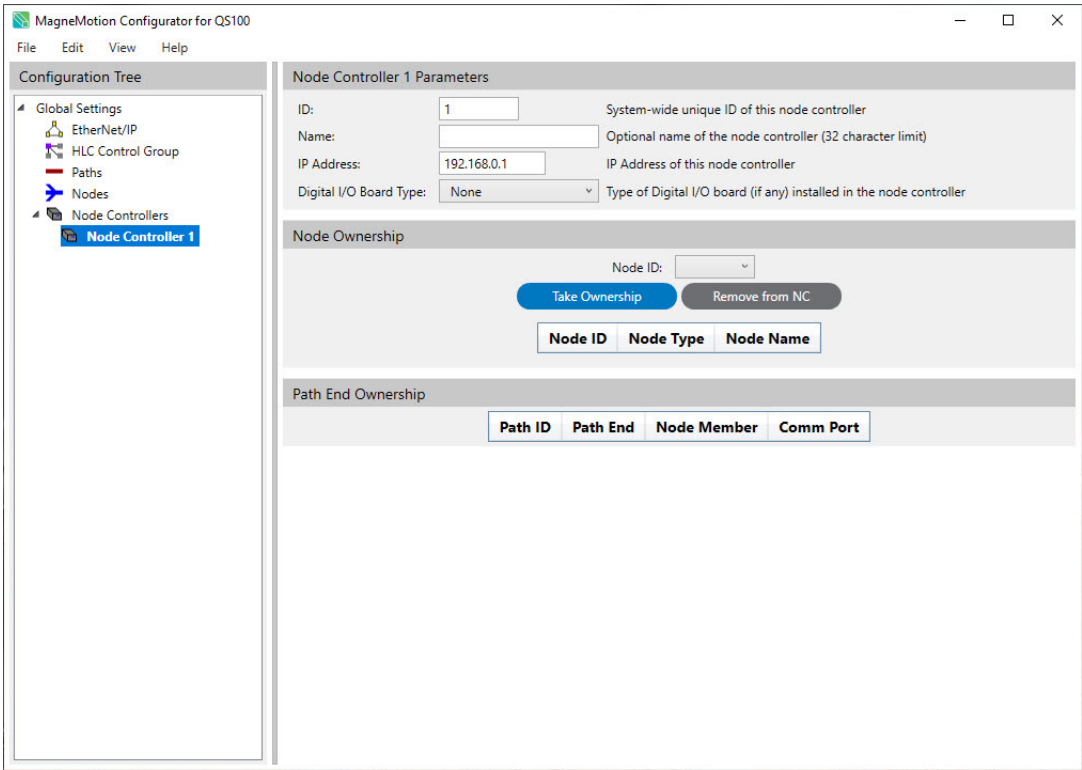 MagneMotion Configurator for QS100
File Edit View Help
Configuration Tree
Global Settings
EtherNet/IP
HLC Control Group
Paths
Nodes
Node Controllers
Node Controller 1
Node Controller 1 Parameters
ID: 1 System-wide unique ID of this node controller
Name: Optional name of the node controller (32 character limit)
IP Address: 192.168.0.1 IP Address of this node controller
Digital I/O Board Type: None Type of Digital I/O board (if any) installed in the node controller
Node Ownership
Node ID:
Take Ownership Remove from NC
Node ID Node Type Node Name
Path End Ownership
Path ID Path End Node Member Comm Port